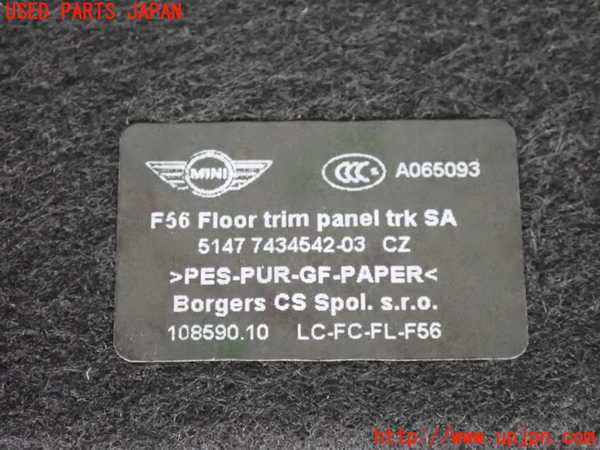 USED PARTS JAPAN
MINI CCC S A065093
F56 Floor trim panel trk SA
5147 7434542-03 CZ
>PES-PUR-GF-PAPER<
Borgers CS Spol. s.r.o.
108590.10 LC-FC-FL-F56
http://www.upjpn.com/